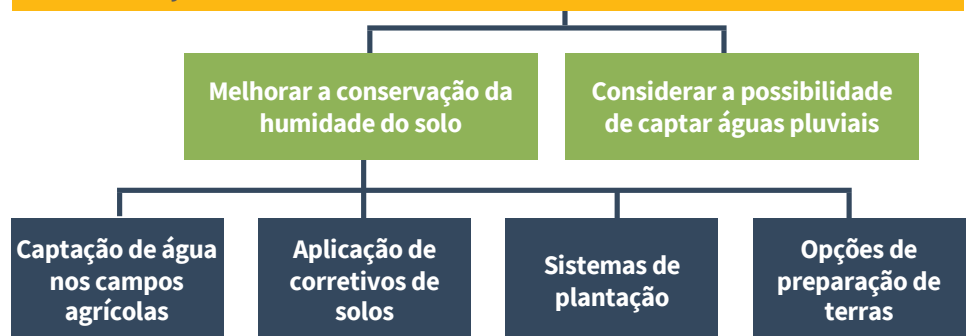 Melhorar a conservação da
humidade do solo
Considerar a possibilidade
de captar águas pluviais
Captação de água
nos campos
agrícolas
Aplicação de
corretivos de
solos
Sistemas de
plantação
Opções de
preparação de
terras